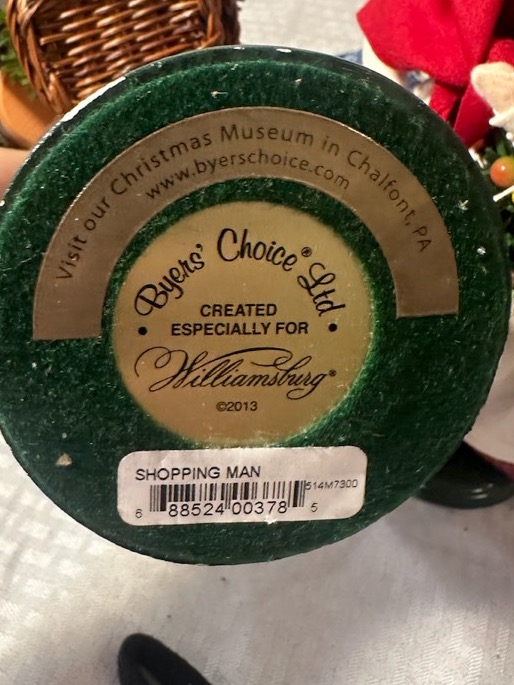 Visit our Christmas Museum in Chalfont, PA
www.byerschoice.com
Byers' Choice® Ltd
CREATED
• ESPECIALLY FOR •
Williamsburg®
©2013
SHOPPING MAN
514M7300
6 88524 00378 5